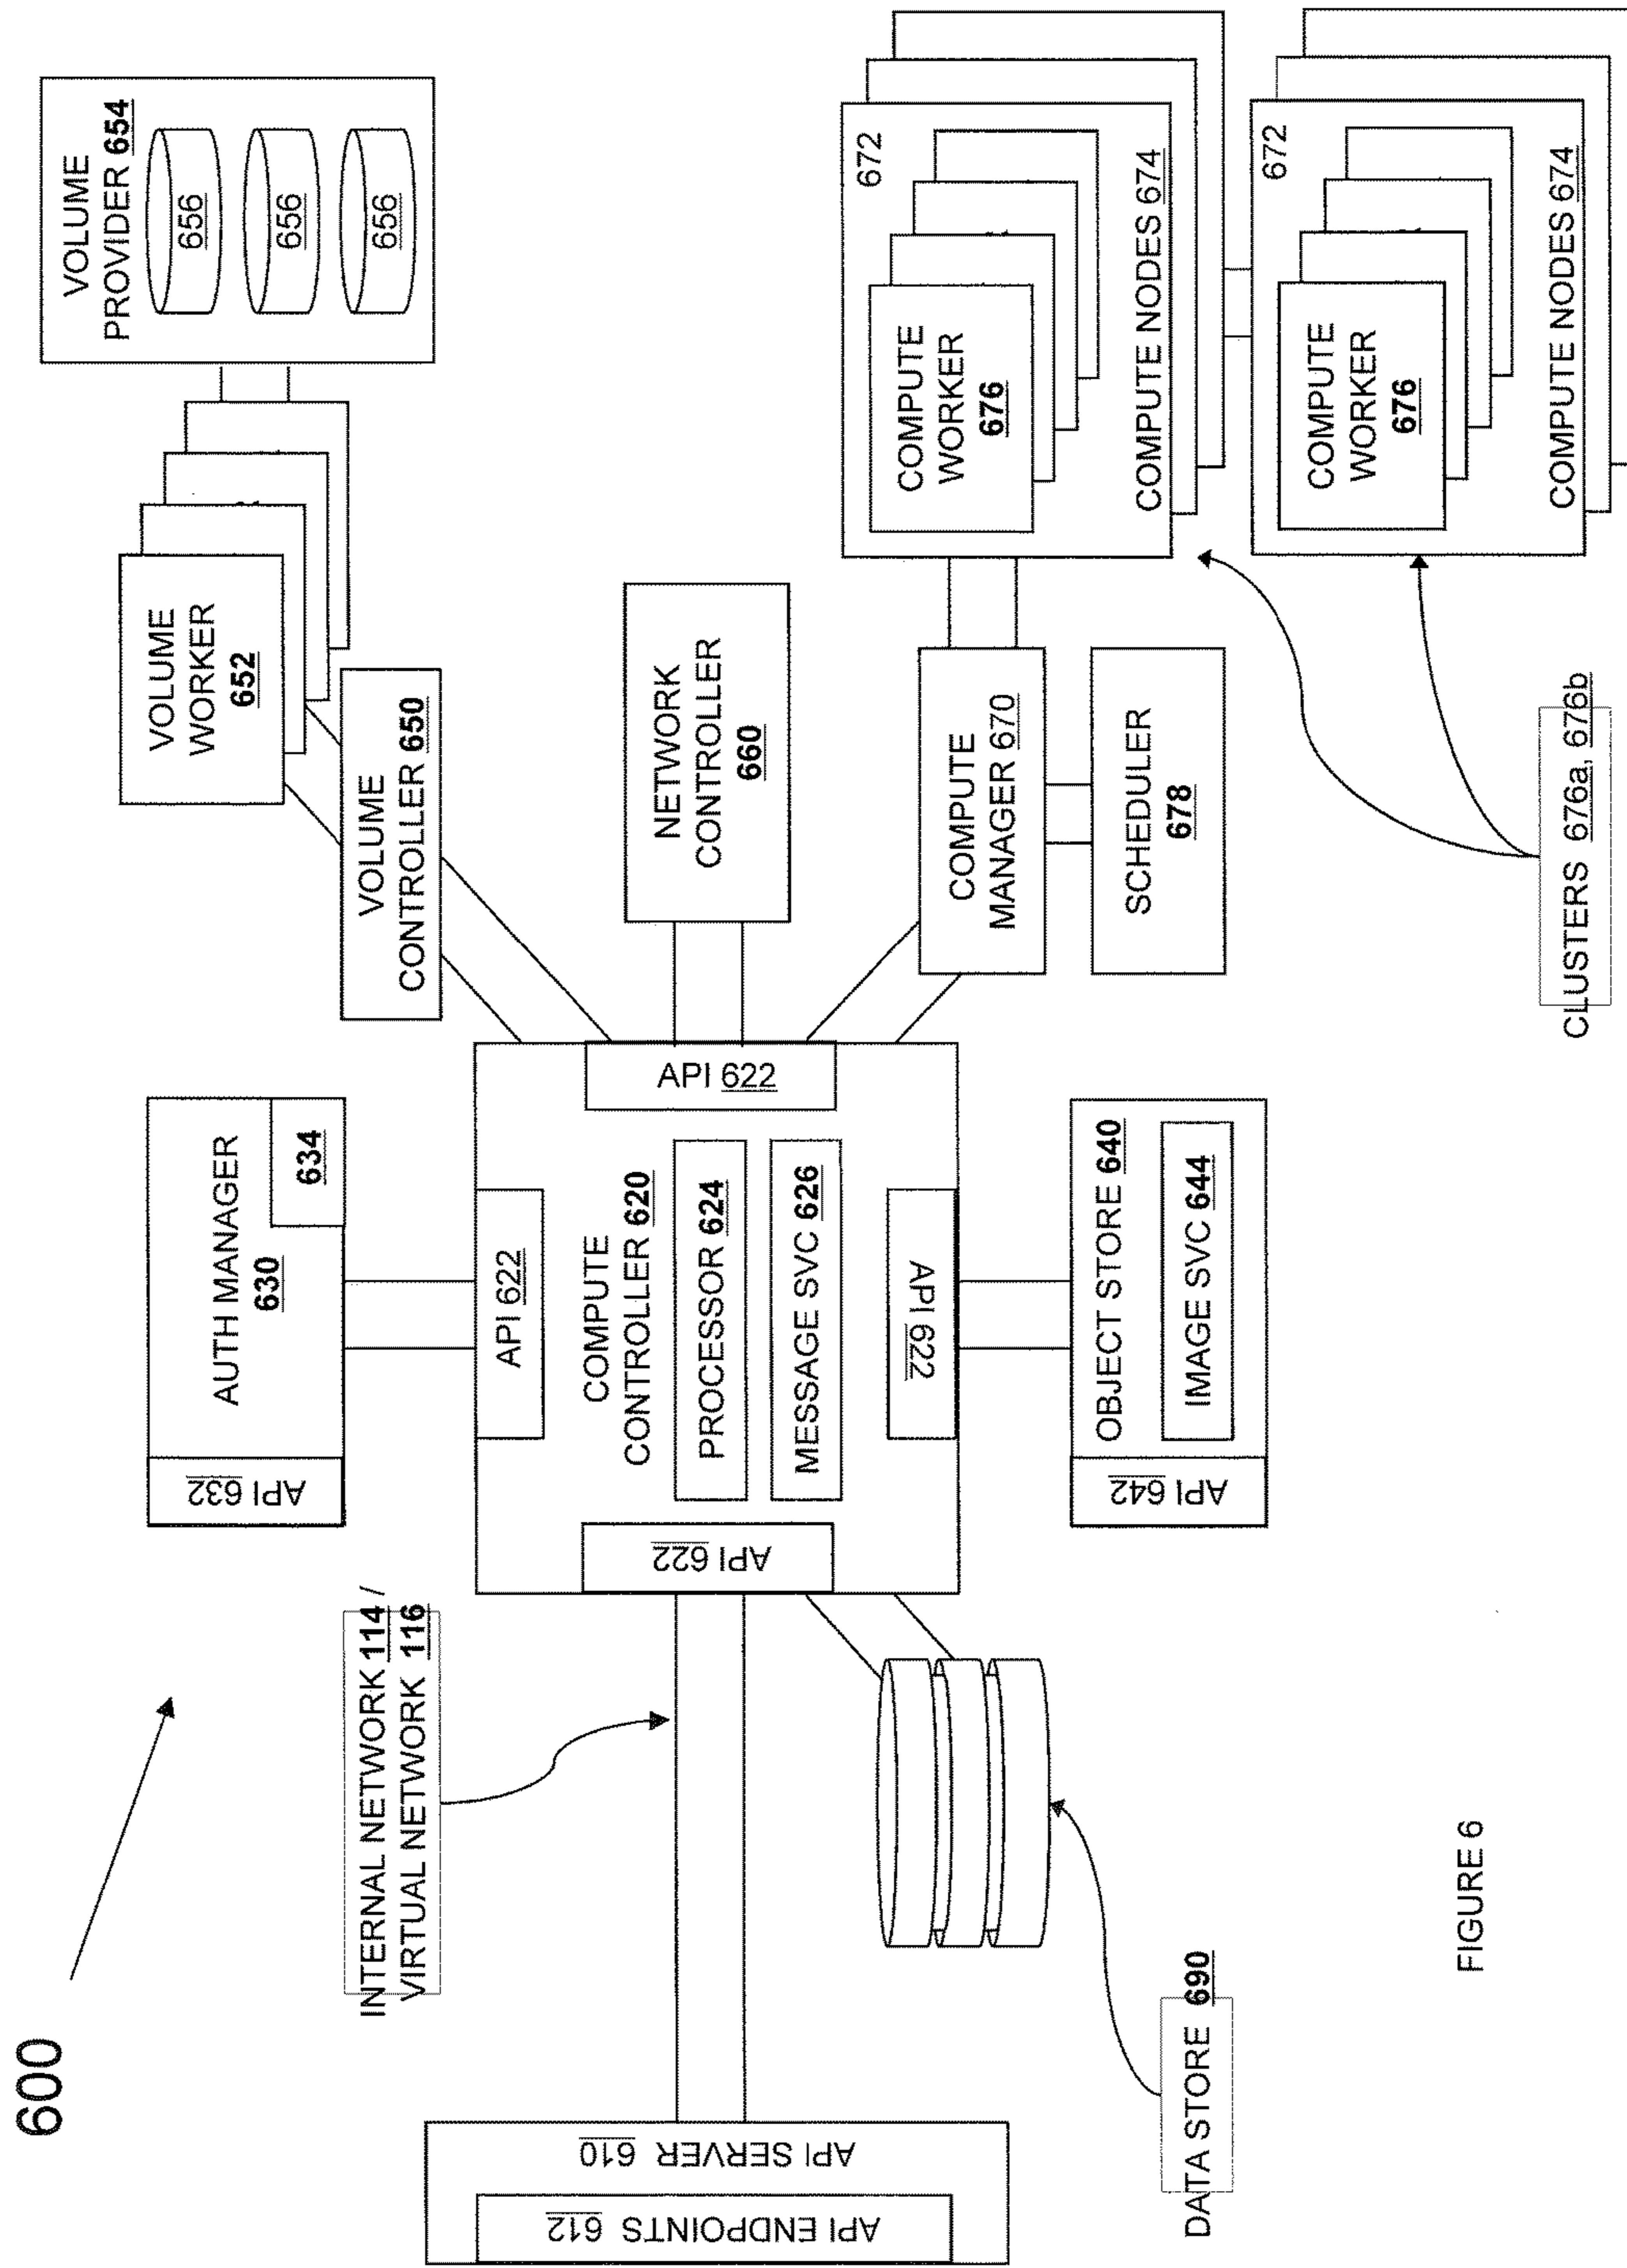 600
INTERNAL NETWORK 114 /
VIRTUAL NETWORK 116
API SERVER 610
API ENDPOINTS 612
DATA STORE 690
AUTH MANAGER
630
634
API 632
API 622
COMPUTE
CONTROLLER 620
PROCESSOR 624
MESSAGE SVC 626
API 622
API 622
API 622
OBJECT STORE 640
IMAGE SVC 644
API 642
VOLUME
CONTROLLER 650
VOLUME
WORKER
652
VOLUME
PROVIDER 654
656
656
656
NETWORK
CONTROLLER
660
COMPUTE
MANAGER 670
SCHEDULER
678
672
COMPUTE
WORKER
676
COMPUTE NODES 674
672
COMPUTE
WORKER
676
COMPUTE NODES 674
CLUSTERS 676a, 676b
FIGURE 6